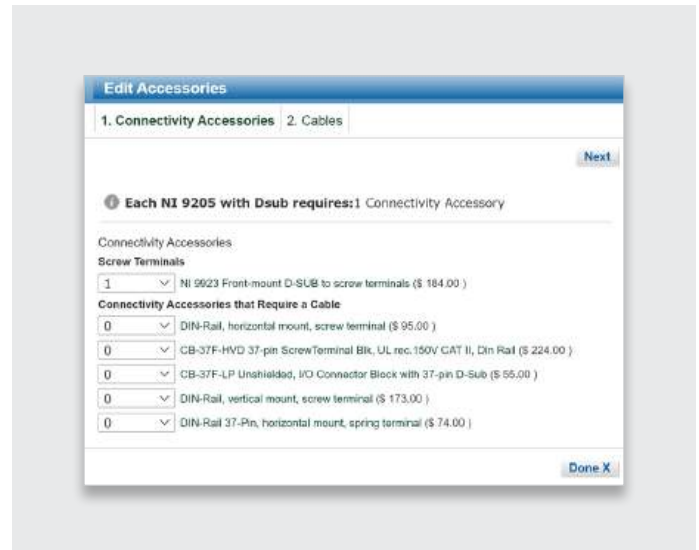 Edit Accessories
1. Connectivity Accessories 2. Cables
Next
Each NI 9205 with Dsub requires:1 Connectivity Accessory
Connectivity Accessories
Screw Terminals
1 NI 9923 Front-mount D-SUB to screw terminals ($ 184.00 )
Connectivity Accessories that Require a Cable
0 DIN-Rail, horizontal mount, screw terminal ($ 95.00 )
0 CB-37F-HVD 37-pin ScrewTerminal Blk, UL rec.150V CAT II, Din Rail ($ 224.00 )
0 CB-37F-LP Unshielded, I/O Connector Block with 37-pin D-Sub ($ 55.00 )
0 DIN-Rail, vertical mount, screw terminal ($ 173.00 )
0 DIN-Rail 37-Pin, horizontal mount, spring terminal ($ 74.00 )
Done X